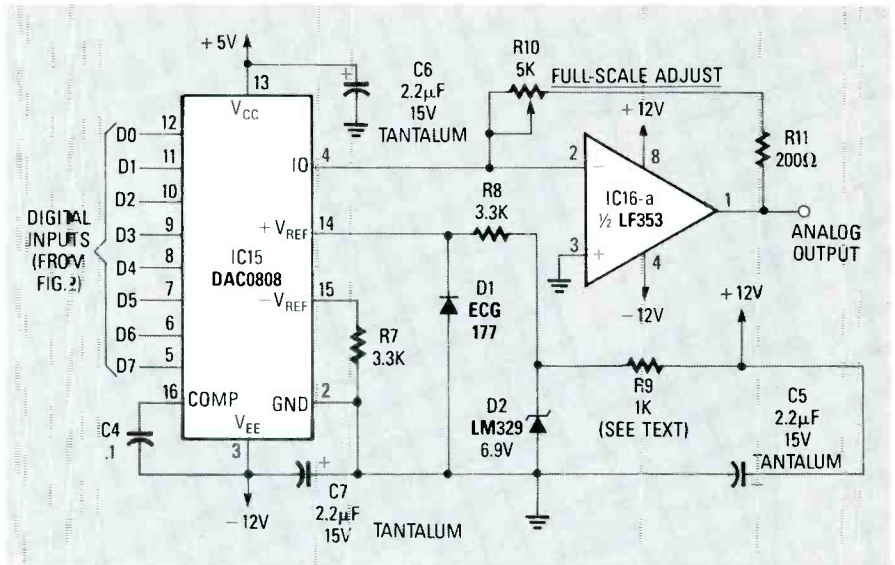 +5V
13
VCC
C6
2.2μF
15V
TANTALUM
R10
5K
FULL-SCALE ADJUST
+12V
8
R11
200Ω
D0 12
D1 11
D2 10
D3 9
D4 8
D5 7
D6 6
D7 5
DIGITAL
INPUTS
(FROM
FIG.2)
IO 4
2
−
IC16-a
½ LF353
1
ANALOG
OUTPUT
3
+
4
−12V
+VREF 14
R8
3.3K
IC15
DAC0808
−VREF 15
R7
3.3K
D1
ECG
177
+12V
R9
1K
(SEE TEXT)
16 COMP
GND 2
C4
.1
VEE
3
−12V
C7
2.2μF
15V
TANTALUM
+
D2
LM329
6.9V
C5
2.2μF
15V
TANTALUM